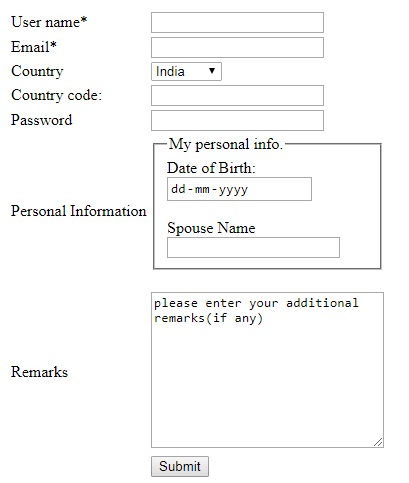 User name*
Email*
Country India
Country code:
Password
My personal info.
Date of Birth:
dd-mm-yyyy
Personal Information
Spouse Name
please enter your additional
remarks(if any)
Remarks
Submit